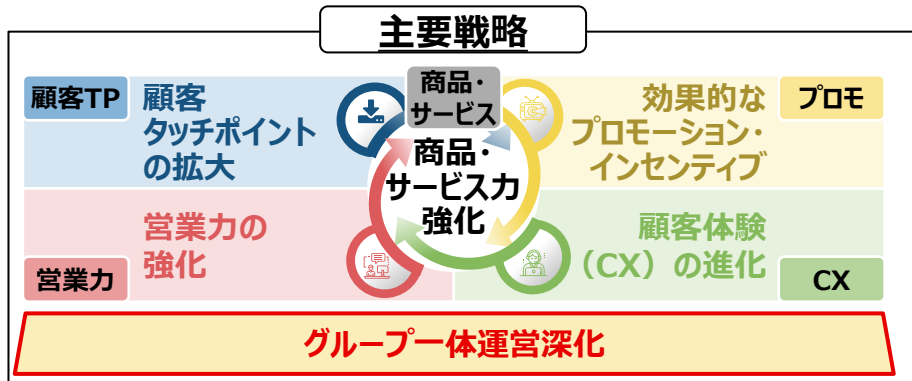 主要戦略
顧客TP
顧客
タッチポイント
の拡大
商品・
サービス
効果的な
プロモーション・
インセンティブ
プロモ
商品・
サービス力
強化
営業力の
強化
営業力
顧客体験
（CX）の進化
CX
グループ一体運営深化